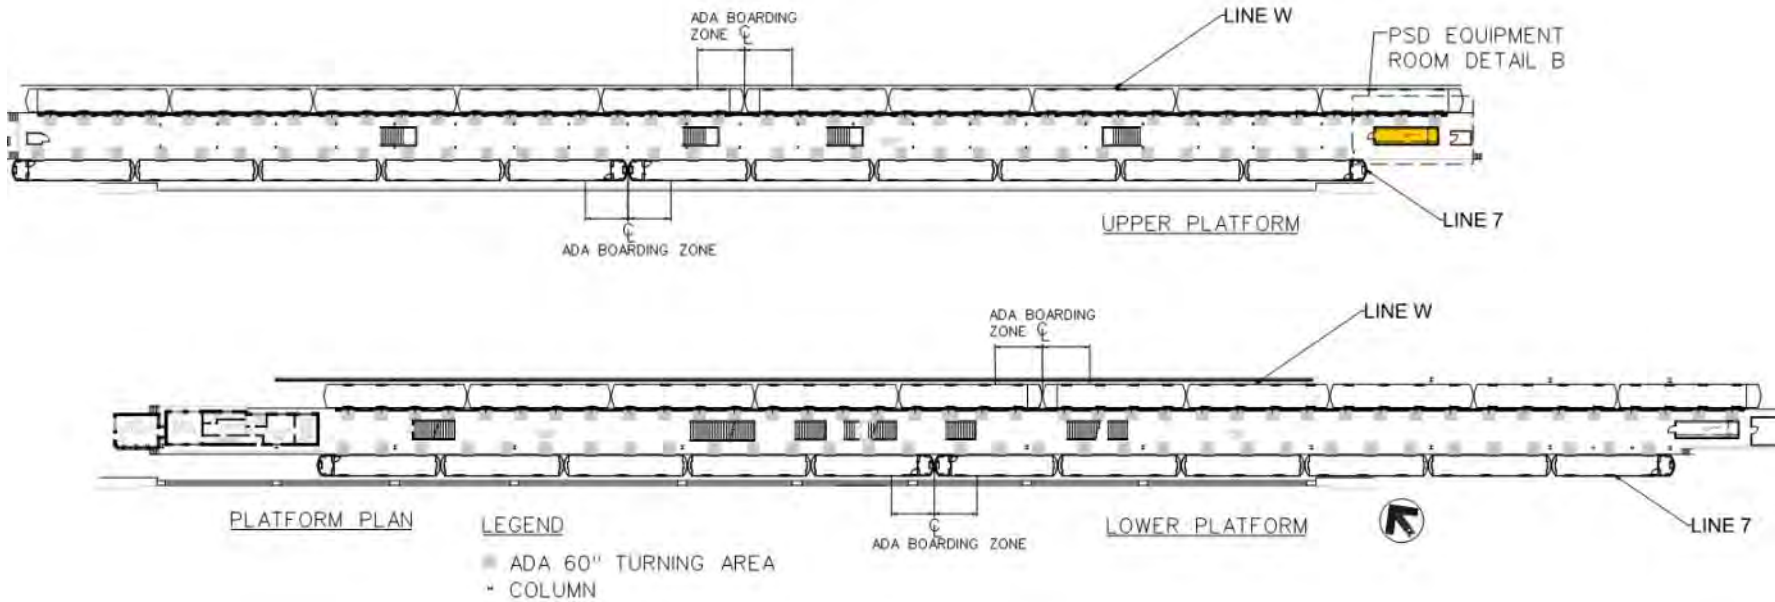 ADA BOARDING
ZONE ℄
LINE W
PSD EQUIPMENT
ROOM DETAIL B
℄
ADA BOARDING ZONE
UPPER PLATFORM
LINE 7
ADA BOARDING
ZONE ℄
LINE W
PLATFORM PLAN
LEGEND
ADA 60" TURNING AREA
COLUMN
℄
ADA BOARDING ZONE
LOWER PLATFORM
LINE 7